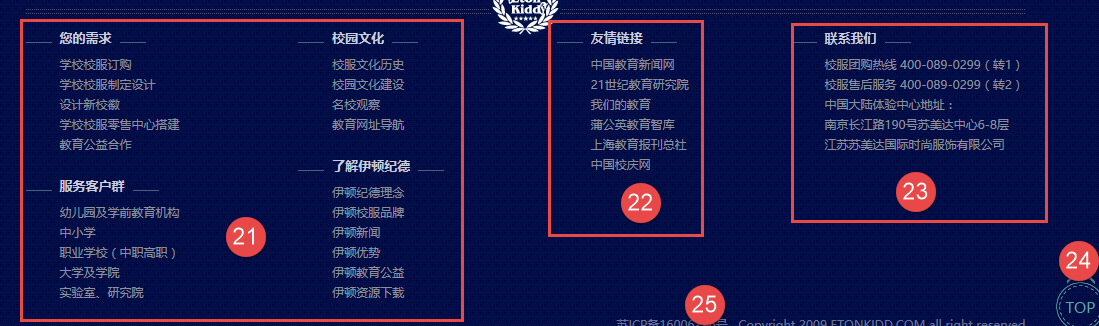 Eton
Kidd
您的需求
学校校服订购
学校校服制定设计
设计新校徽
学校校服零售中心搭建
教育公益合作
服务客户群
幼儿园及学前教育机构
中小学
职业学校（中职高职）
大学及学院
实验室、研究院
21
校园文化
校服文化历史
校园文化建设
名校观察
教育网址导航
了解伊顿纪德
伊顿纪德理念
伊顿校服品牌
伊顿新闻
伊顿优势
伊顿教育公益
伊顿资源下载
友情链接
中国教育新闻网
21世纪教育研究院
我们的教育
蒲公英教育智库
上海教育报刊总社
中国校庆网
22
联系我们
校服团购热线 400-089-0299（转1）
校服售后服务 400-089-0299（转2）
中国大陆体验中心地址：
南京长江路190号苏美达中心6-8层
江苏苏美达国际时尚服饰有限公司
23
24
TOP
25
Copyright 2009 ETONKIDD.COM all right reserved